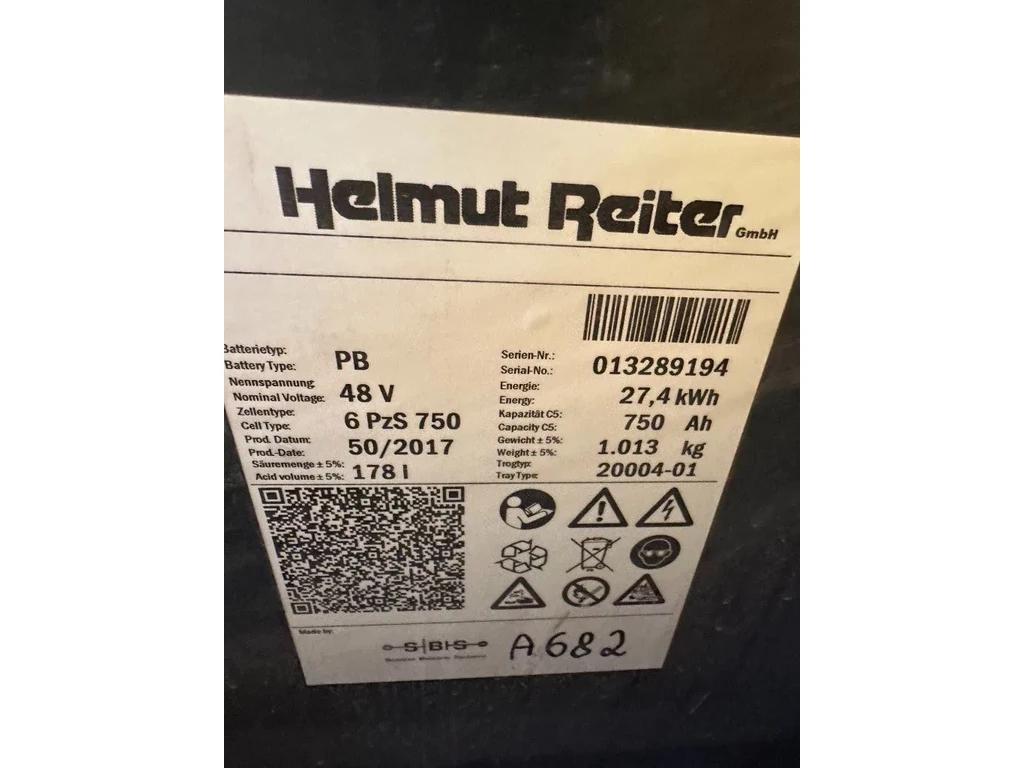 Helmut Reiter GmbH
Batterietyp:
Battery Type: PB
Nennspannung
Nominal Voltage: 48 V
Zellentype:
Cell Type: 6 PzS 750
Prod. Datum:
Prod.-Date: 50/2017
Säuremenge ± 5%:
Acid volume ± 5%: 178 l
Serien-Nr.:
Serial-No.: 013289194
Energie:
Energy: 27,4 kWh
Kapazität C5:
Capacity C5: 750 Ah
Gewicht ± 5%:
Weight ± 5%: 1.013 kg
Trogtyp:
Tray Type: 20004-01
Made by:
SBS
A682